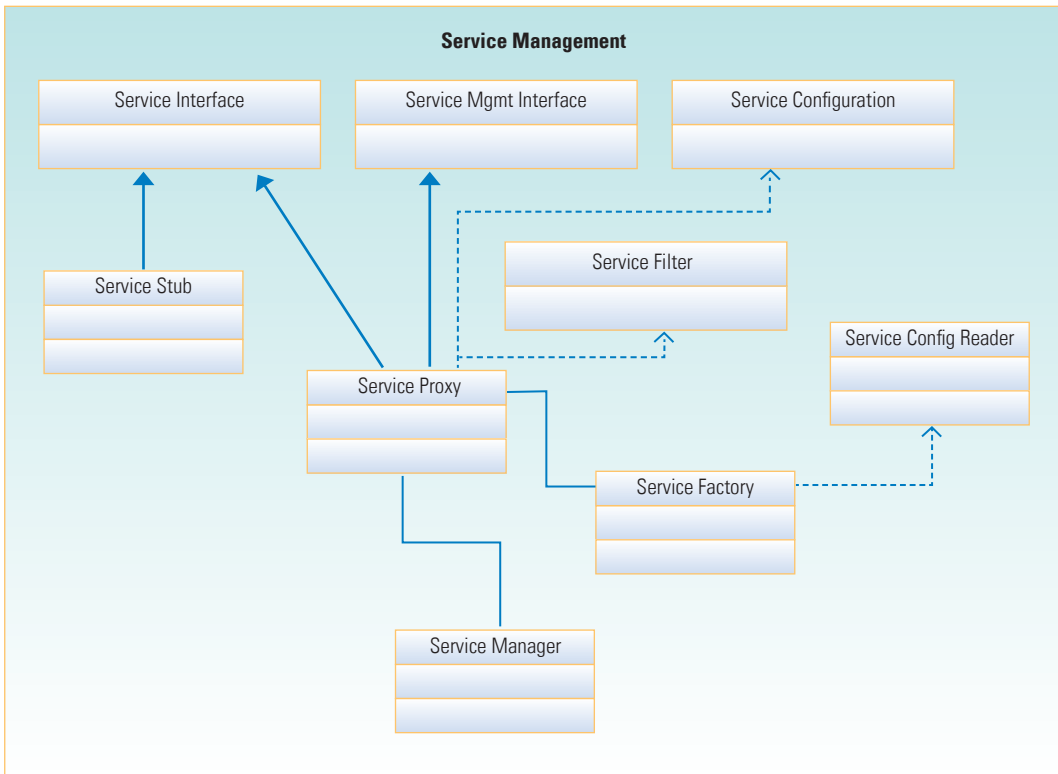 Service Management
Service Interface
Service Mgmt Interface
Service Configuration
Service Filter
Service Stub
Service Config Reader
Service Proxy
Service Factory
Service Manager